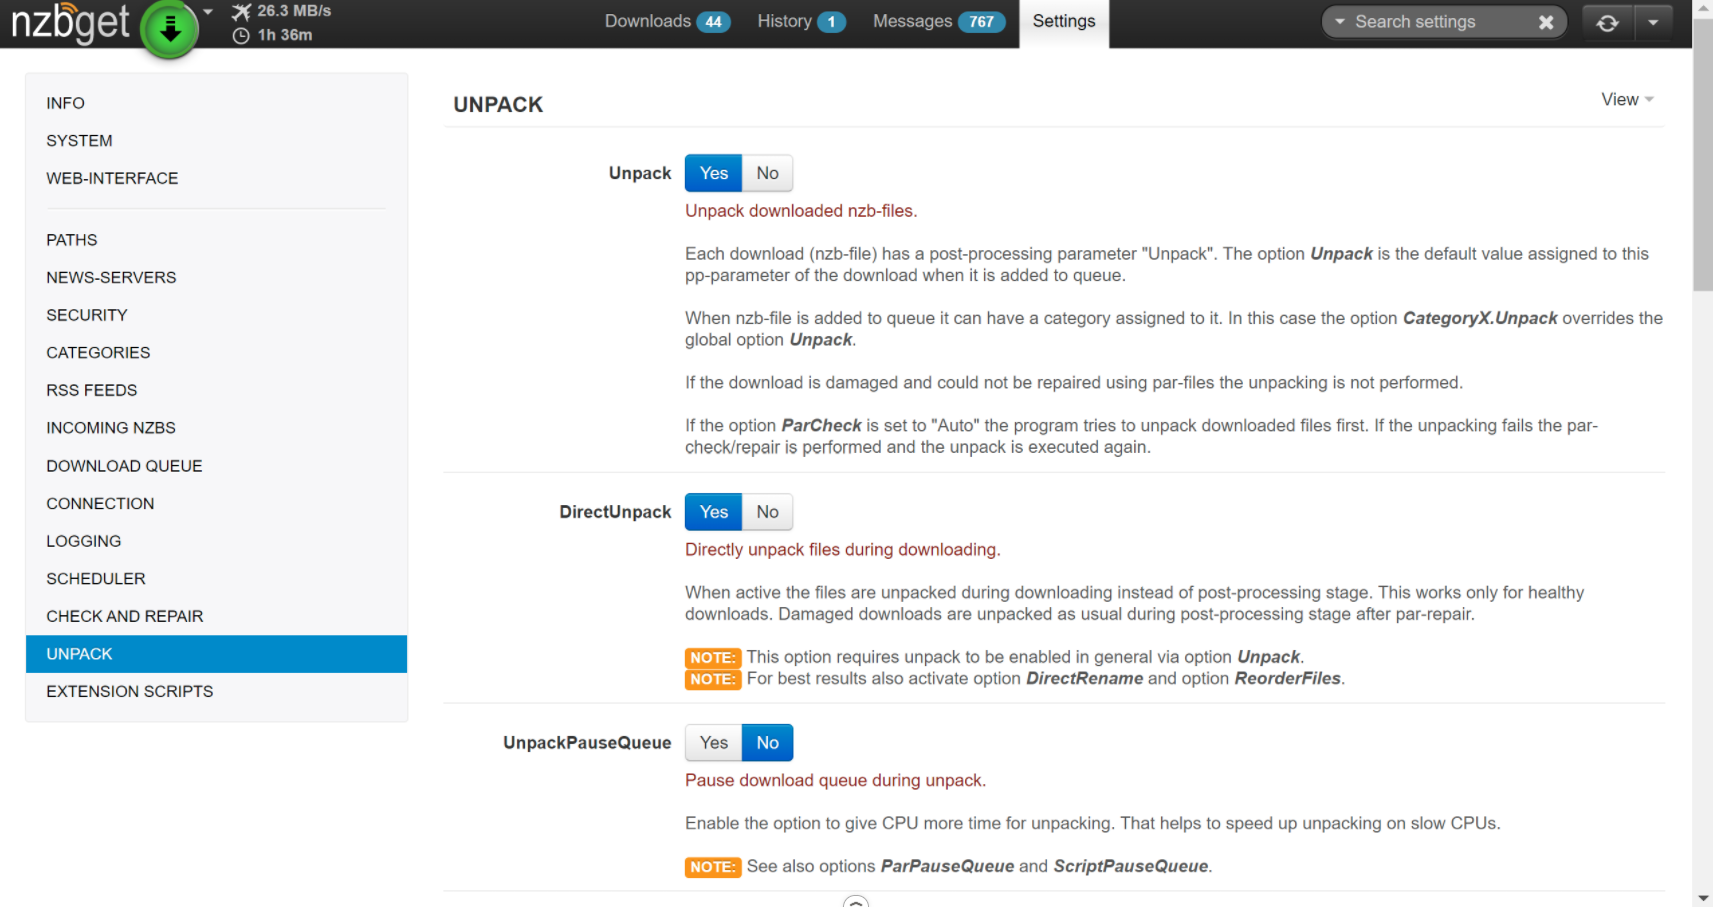 nzbget
26.3 MB/s
1h 36m
Downloads 44
History 1
Messages 767
Settings
Search settings
INFO
SYSTEM
WEB-INTERFACE
PATHS
NEWS-SERVERS
SECURITY
CATEGORIES
RSS FEEDS
INCOMING NZBS
DOWNLOAD QUEUE
CONNECTION
LOGGING
SCHEDULER
CHECK AND REPAIR
UNPACK
EXTENSION SCRIPTS
UNPACK
View
Unpack Yes No
Unpack downloaded nzb-files.
Each download (nzb-file) has a post-processing parameter "Unpack". The option Unpack is the default value assigned to this
pp-parameter of the download when it is added to queue.
When nzb-file is added to queue it can have a category assigned to it. In this case the option CategoryX.Unpack overrides the
global option Unpack.
If the download is damaged and could not be repaired using par-files the unpacking is not performed.
If the option ParCheck is set to "Auto" the program tries to unpack downloaded files first. If the unpacking fails the par-
check/repair is performed and the unpack is executed again.
DirectUnpack Yes No
Directly unpack files during downloading.
When active the files are unpacked during downloading instead of post-processing stage. This works only for healthy
downloads. Damaged downloads are unpacked as usual during post-processing stage after par-repair.
NOTE: This option requires unpack to be enabled in general via option Unpack.
NOTE: For best results also activate option DirectRename and option ReorderFiles.
UnpackPauseQueue Yes No
Pause download queue during unpack.
Enable the option to give CPU more time for unpacking. That helps to speed up unpacking on slow CPUs.
NOTE: See also options ParPauseQueue and ScriptPauseQueue.